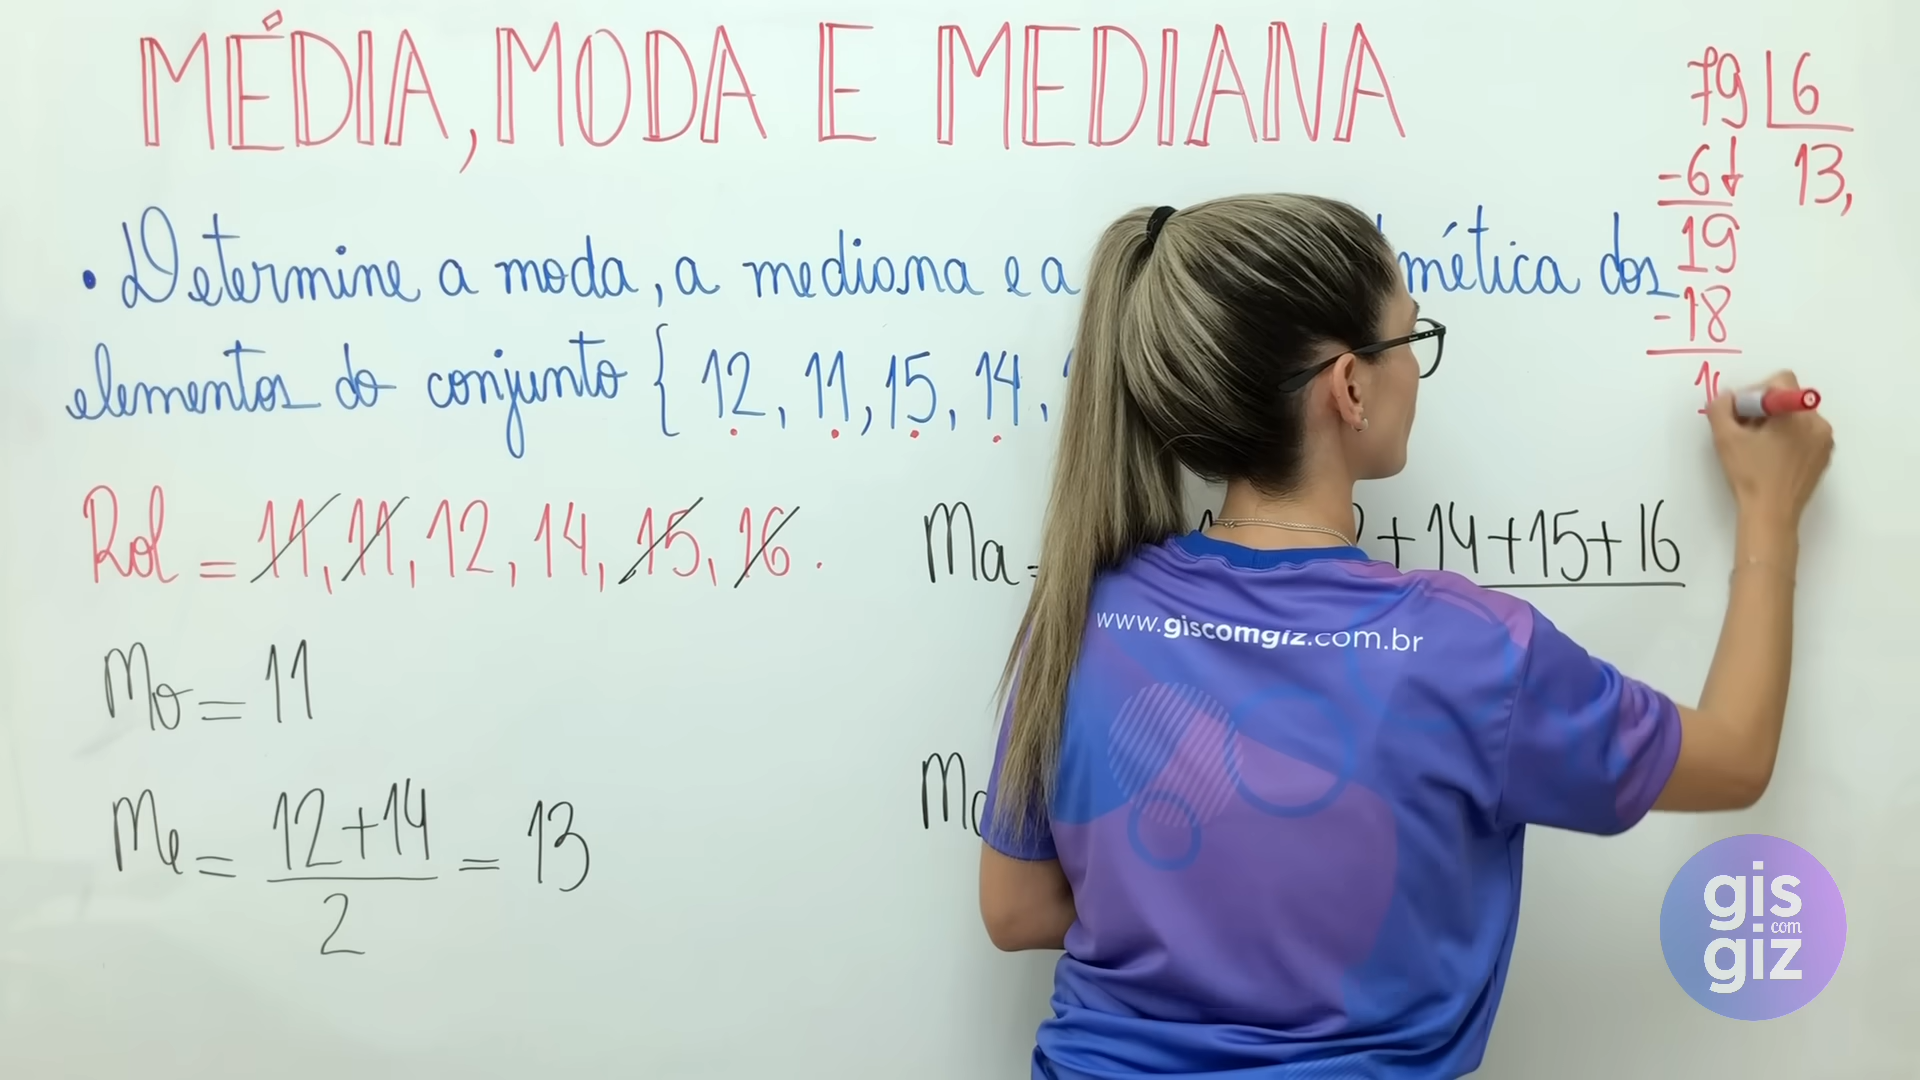 MÉDIA, MODA E MEDIANA
• Determine a moda, a mediana e a mética dos
elementos do conjunto { 12, 11, 15, 14,
Rol = 11, 11, 12, 14, 15, 16.
Mo = 11
Me = 12+14 = 13
2
Ma = + 14 + 15 + 16
79 6
-6 13,
19
-18
1
www.giscomgiz.com.br
gis
com
giz